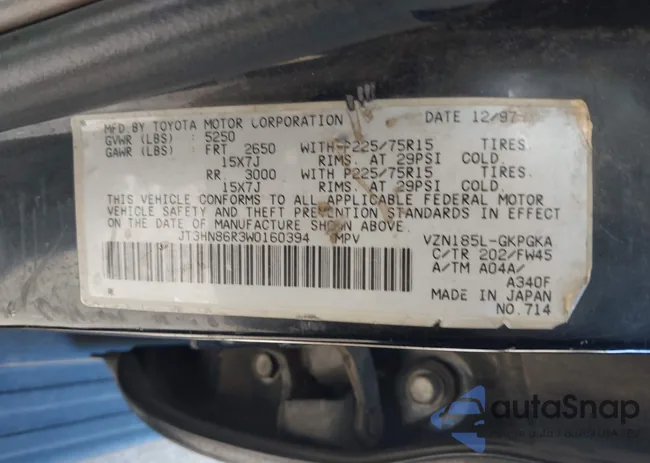 MFD.BY TOYOTA MOTOR CORPORATION DATE 12/97
GVWR (LBS) : 5250
GAWR (LBS) : FRT 2650 WITH P225/75R15 TIRES.
15X7J RIMS, AT 29PSI COLD.
RR 3000 WITH P225/75R15 TIRES.
15X7J RIMS, AT 29PSI COLD.
THIS VEHICLE CONFORMS TO ALL APPLICABLE FEDERAL MOTOR
VEHICLE SAFETY AND THEFT PREVENTION STANDARDS IN EFFECT
ON THE DATE OF MANUFACTURE SHOWN ABOVE.
JT3HN86R3W0160394 MPV VZN185L-GKPGKA
C/TR 202/FW45
A/TM A04A/
A340F
MADE IN JAPAN
NO.714
autoSnap